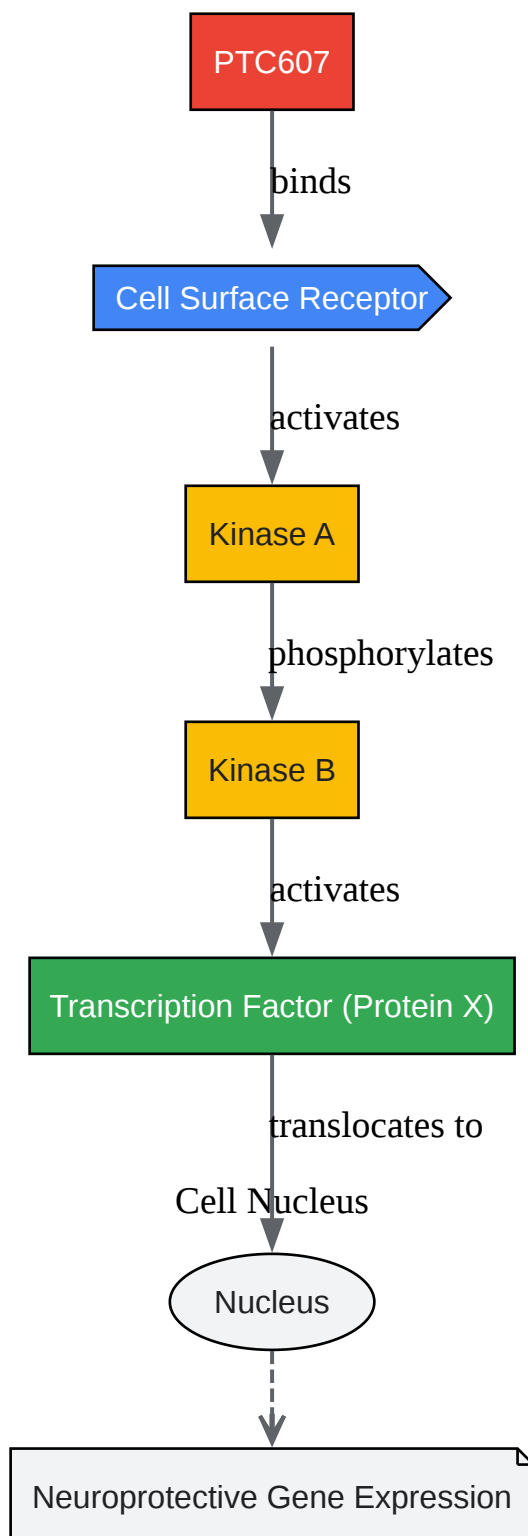 PTC607
binds
Cell Surface Receptor
activates
Kinase A
phosphorylates
Kinase B
activates
Transcription Factor (Protein X)
translocates to
Cell Nucleus
Nucleus
Neuroprotective Gene Expression